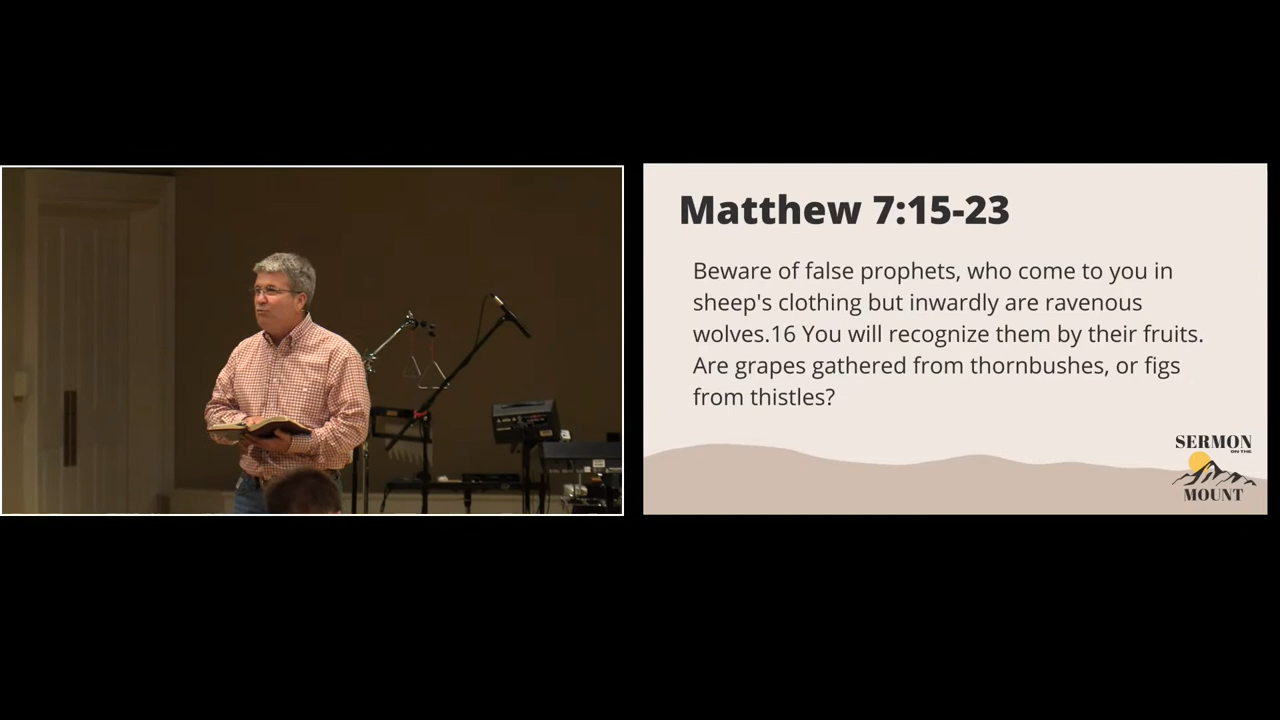 Matthew 7:15-23
Beware of false prophets, who come to you in
sheep's clothing but inwardly are ravenous
wolves.16 You will recognize them by their fruits.
Are grapes gathered from thornbushes, or figs
from thistles?
SERMON
ON THE
MOUNT